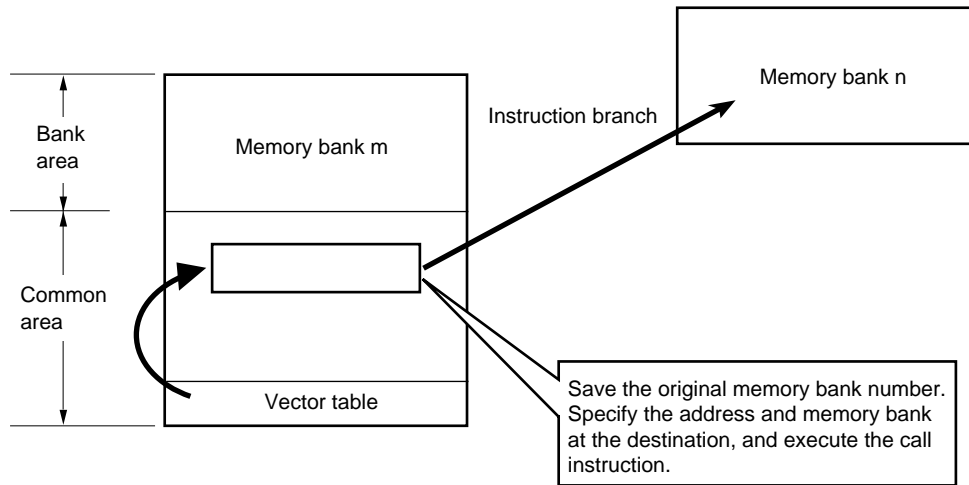 Memory bank n
Instruction branch
Bank
area
Memory bank m
Common
area
Vector table
Save the original memory bank number.
Specify the address and memory bank
at the destination, and execute the call
instruction.